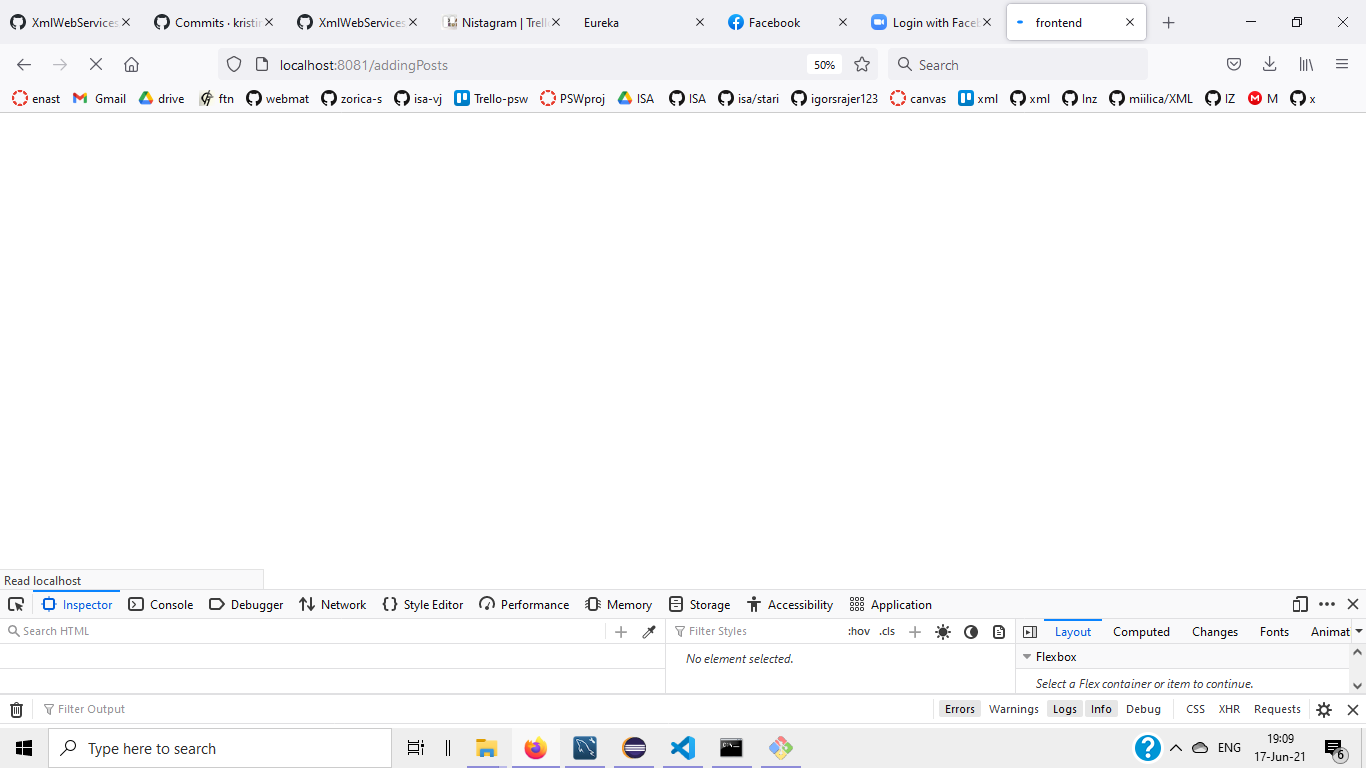 XmlWebServices
Commits · kristin
XmlWebServices
Nistagram | Trell
Eureka
Facebook
Login with Faceb
frontend
localhost:8081/addingPosts
50%
Search
enast
Gmail
drive
ftn
webmat
zorica-s
isa-vj
Trello-psw
PSWproj
ISA
ISA
isa/stari
igorsrajer123
canvas
xml
xml
Inz
miilica/XML
IZ
M
x
Read localhost
Inspector
Console
Debugger
Network
Style Editor
Performance
Memory
Storage
Accessibility
Application
Search HTML
Filter Styles
:hov
.cls
Layout
Computed
Changes
Fonts
Animat
No element selected.
Flexbox
Select a Flex container or item to continue.
Filter Output
Errors
Warnings
Logs
Info
Debug
CSS
XHR
Requests
Type here to search
ENG
19:09
17-Jun-21
6